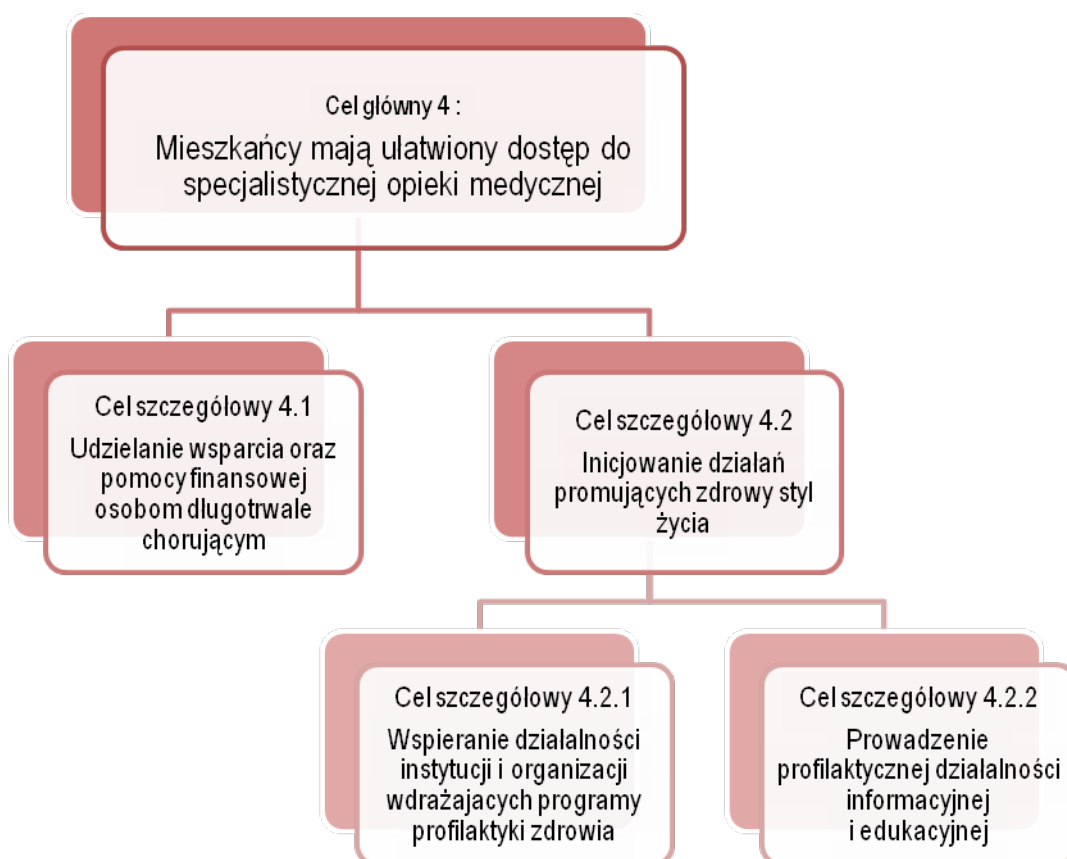 Cel główny 4 :
Mieszkańcy mają ułatwiony dostęp do
specjalistycznej opieki medycznej
Cel szczegółowy 4.1
Udzielanie wsparcia oraz
pomocy finansowej
osobom długotrwale
chorującym
Cel szczegółowy 4.2
Inicjowanie działań
promujących zdrowy styl
życia
Cel szczegółowy 4.2.1
Wspieranie działalności
instytucji i organizacji
wdrażajacych programy
profilaktyki zdrowia
Cel szczegółowy 4.2.2
Prowadzenie
profilaktycznej działalności
informacyjnej
i edukacyjnej